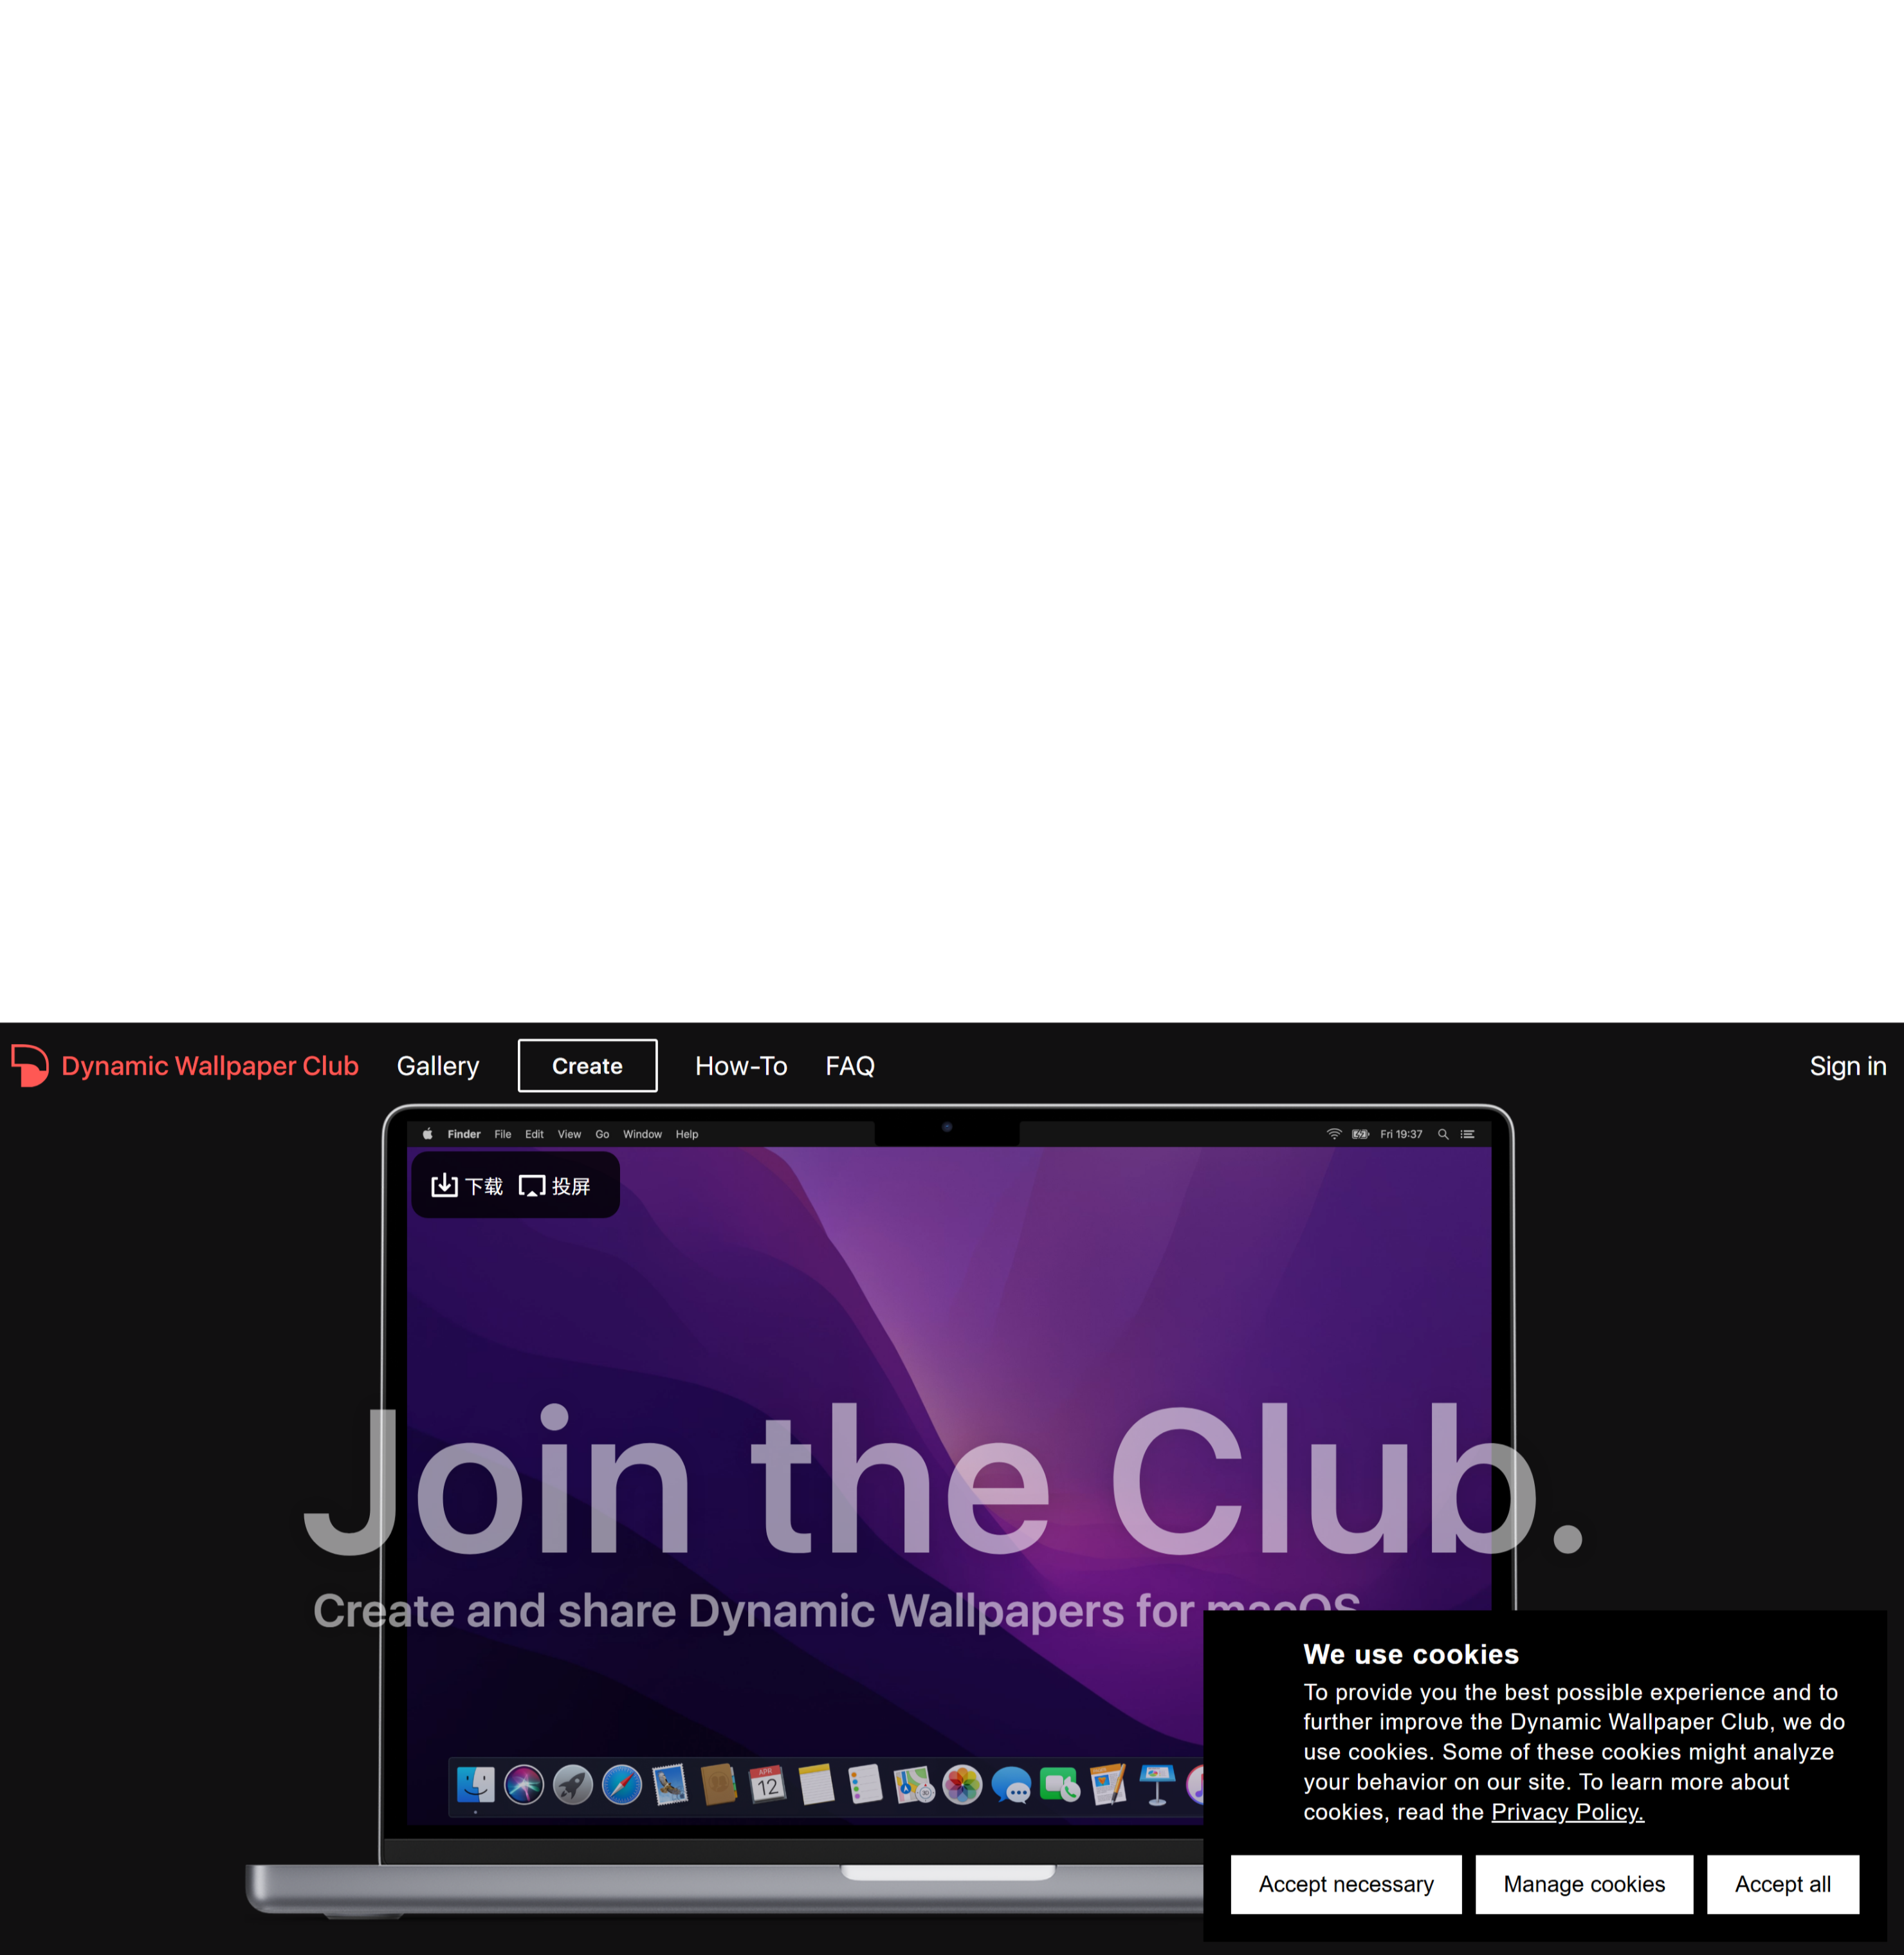 Dynamic Wallpaper Club Gallery Create How-To FAQ Sign in
Finder File Edit View Go Window Help Fri 19:37
下载 投屏
Join the Club.
Create and share Dynamic Wallpapers for macOS
APR
12
We use cookies
To provide you the best possible experience and to
further improve the Dynamic Wallpaper Club, we do
use cookies. Some of these cookies might analyze
your behavior on our site. To learn more about
cookies, read the Privacy Policy.
Accept necessary Manage cookies Accept all